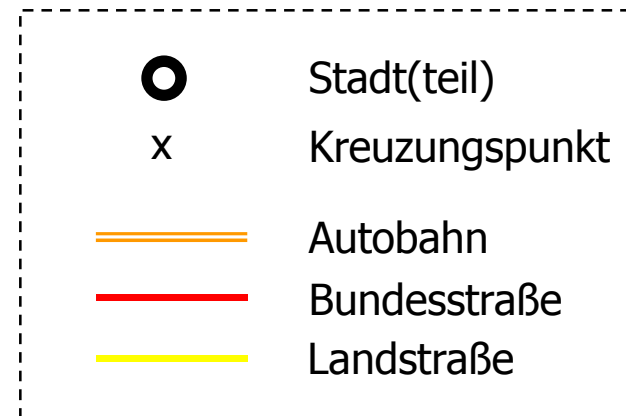 Stadt(teil)
x Kreuzungspunkt
Autobahn
Bundesstraße
Landstraße